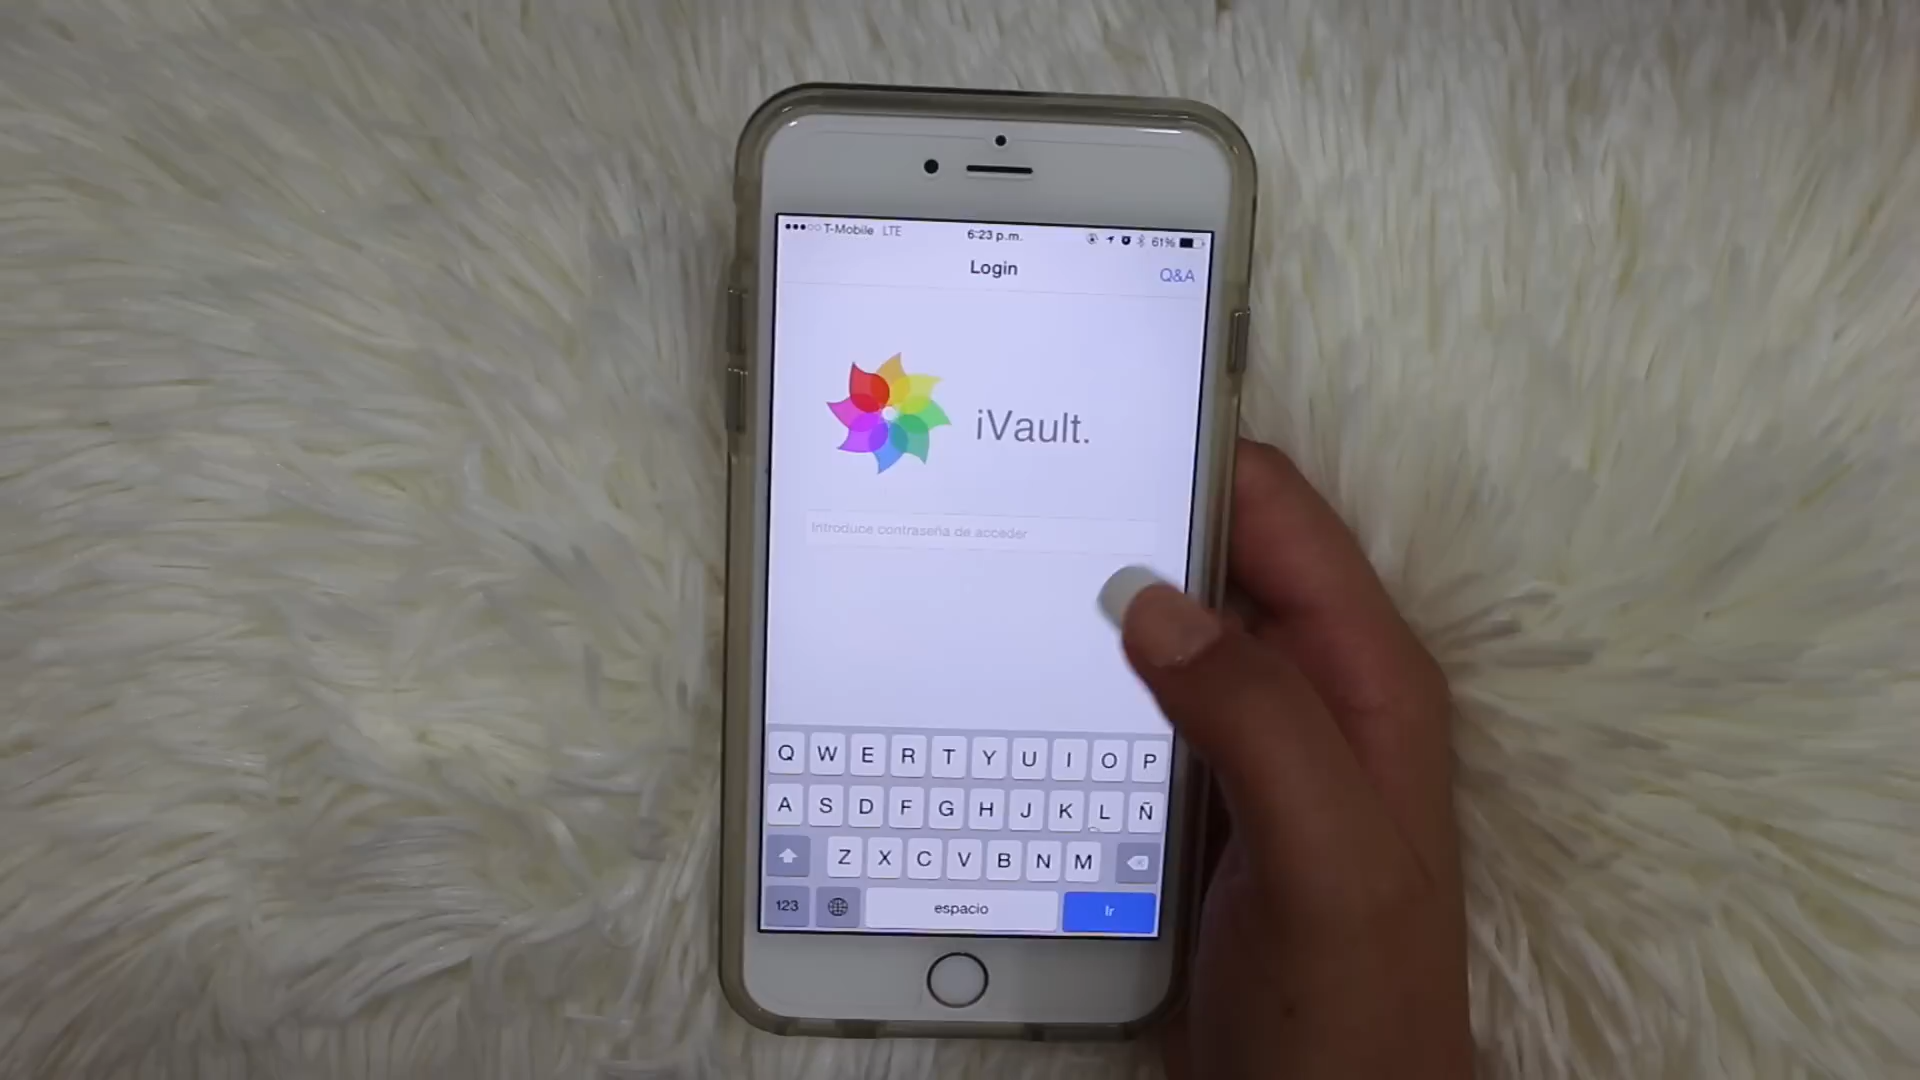 T-Mobile LTE 6:23 p.m. 61%
Login Q&A
iVault.
Introduce contraseña de acceder
Q W E R T Y U I O P
A S D F G H J K L Ñ
Z X C V B N M
123 espacio Ir